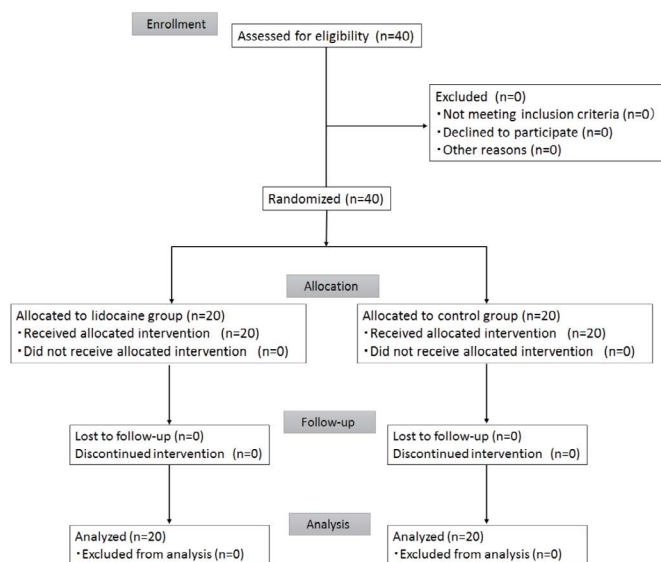 Enrollment
Assessed for eligibility (n=40)
Excluded (n=0)
・Not meeting inclusion criteria (n=0)
・Declined to participate (n=0)
・Other reasons (n=0)
Randomized (n=40)
Allocation
Allocated to lidocaine group (n=20)
・Received allocated intervention (n=20)
・Did not receive allocated intervention (n=0)
Allocated to control group (n=20)
・Received allocated intervention (n=20)
・Did not receive allocated intervention (n=0)
Follow-up
Lost to follow-up (n=0)
Discontinued intervention (n=0)
Lost to follow-up (n=0)
Discontinued intervention (n=0)
Analysis
Analyzed (n=20)
・Excluded from analysis (n=0)
Analyzed (n=20)
・Excluded from analysis (n=0)